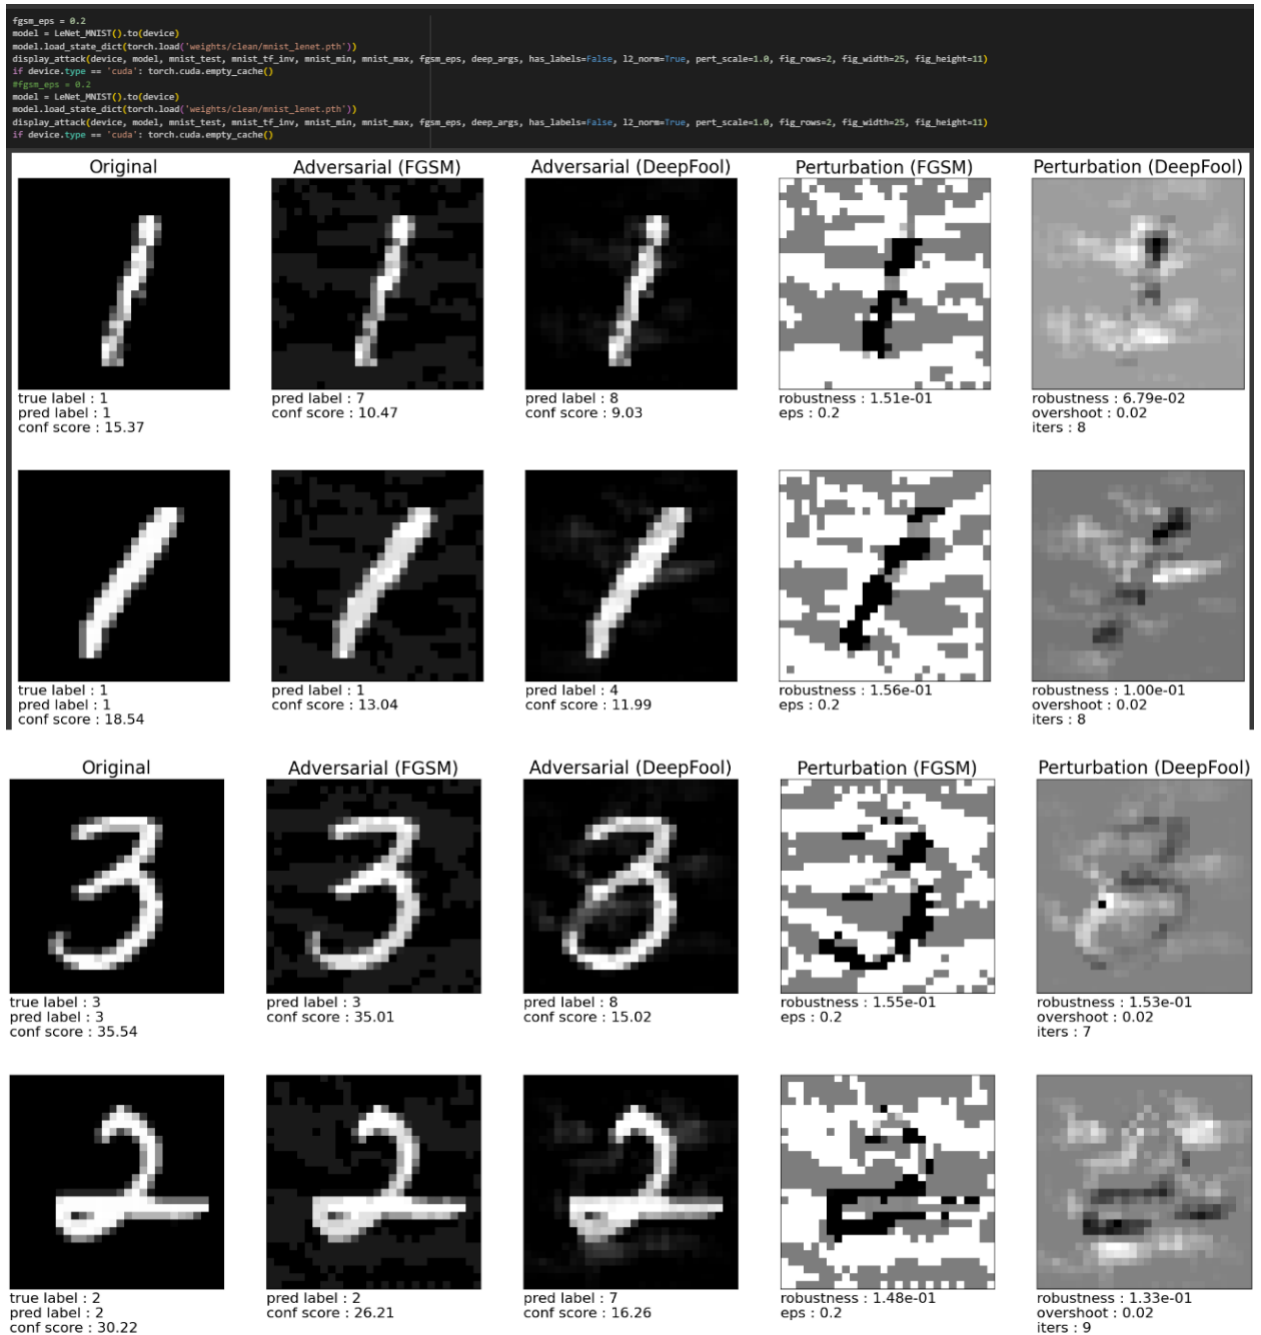 fgsm_eps = 0.2
model = LeNet_MNIST().to(device)
model.load_state_dict(torch.load('weights/clean/mnist_lenet.pth'))
display_attack(device, model, mnist_test, mnist_tf_inv, mnist_min, mnist_max, fgsm_eps, deep_args, has_labels=False, l2_norm=True, pert_scale=1.0, fig_rows=2, fig_width=25, fig_height=11)
if device.type == 'cuda': torch.cuda.empty_cache()
#fgsm_eps = 0.2
model = LeNet_MNIST().to(device)
model.load_state_dict(torch.load('weights/clean/mnist_lenet.pth'))
display_attack(device, model, mnist_test, mnist_tf_inv, mnist_min, mnist_max, fgsm_eps, deep_args, has_labels=False, l2_norm=True, pert_scale=1.0, fig_rows=2, fig_width=25, fig_height=11)
if device.type == 'cuda': torch.cuda.empty_cache()
Original Adversarial (FGSM) Adversarial (DeepFool) Perturbation (FGSM) Perturbation (DeepFool)
true label : 1 pred label : 7 pred label : 8 robustness : 1.51e-01 robustness : 6.79e-02
pred label : 1 conf score : 10.47 conf score : 9.03 eps : 0.2 overshoot : 0.02
conf score : 15.37 iters : 8
true label : 1 pred label : 1 pred label : 4 robustness : 1.56e-01 robustness : 1.00e-01
pred label : 1 conf score : 13.04 conf score : 11.99 eps : 0.2 overshoot : 0.02
conf score : 18.54 iters : 8
Original Adversarial (FGSM) Adversarial (DeepFool) Perturbation (FGSM) Perturbation (DeepFool)
true label : 3 pred label : 3 pred label : 8 robustness : 1.55e-01 robustness : 1.53e-01
pred label : 3 conf score : 35.01 conf score : 15.02 eps : 0.2 overshoot : 0.02
conf score : 35.54 iters : 7
true label : 2 pred label : 2 pred label : 7 robustness : 1.48e-01 robustness : 1.33e-01
pred label : 2 conf score : 26.21 conf score : 16.26 eps : 0.2 overshoot : 0.02
conf score : 30.22 iters : 9